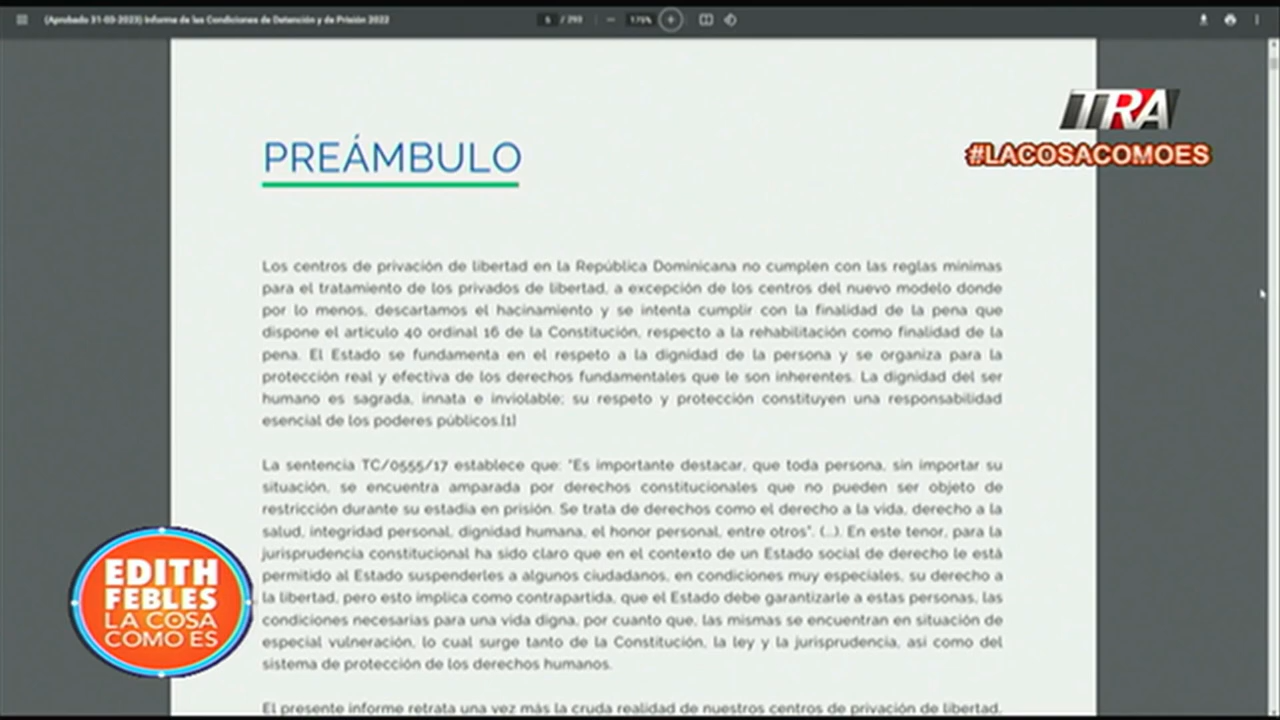 (Aprobado 31-03-2023) Informe de las Condiciones de Detención y de Prisión 2022
5 / 293
175%
TRA
#LACOSACOMOES
PREÁMBULO
Los centros de privación de libertad en la República Dominicana no cumplen con las reglas mínimas
para el tratamiento de los privados de libertad, a excepción de los centros del nuevo modelo donde
por lo menos, descartamos el hacinamiento y se intenta cumplir con la finalidad de la pena que
dispone el artículo 40 ordinal 16 de la Constitución, respecto a la rehabilitación como finalidad de la
pena. El Estado se fundamenta en el respeto a la dignidad de la persona y se organiza para la
protección real y efectiva de los derechos fundamentales que le son inherentes. La dignidad del ser
humano es sagrada, innata e inviolable; su respeto y protección constituyen una responsabilidad
esencial de los poderes públicos.[1]
La sentencia TC/0555/17 establece que: "Es importante destacar, que toda persona, sin importar su
situación, se encuentra amparada por derechos constitucionales que no pueden ser objeto de
restricción durante su estadía en prisión. Se trata de derechos como el derecho a la vida, derecho a la
salud, integridad personal, dignidad humana, el honor personal, entre otros". (...). En este tenor, para la
jurisprudencia constitucional ha sido claro que en el contexto de un Estado social de derecho le está
permitido al Estado suspenderles a algunos ciudadanos, en condiciones muy especiales, su derecho a
la libertad, pero esto implica como contrapartida, que el Estado debe garantizarle a estas personas, las
condiciones necesarias para una vida digna, por cuanto que, las mismas se encuentran en situación de
especial vulneración, lo cual surge tanto de la Constitución, la ley y la jurisprudencia, así como del
sistema de protección de los derechos humanos.
El presente informe retrata una vez más la cruda realidad de nuestros centros de privación de libertad,
EDITH
FEBLES
LA COSA
COMO ES